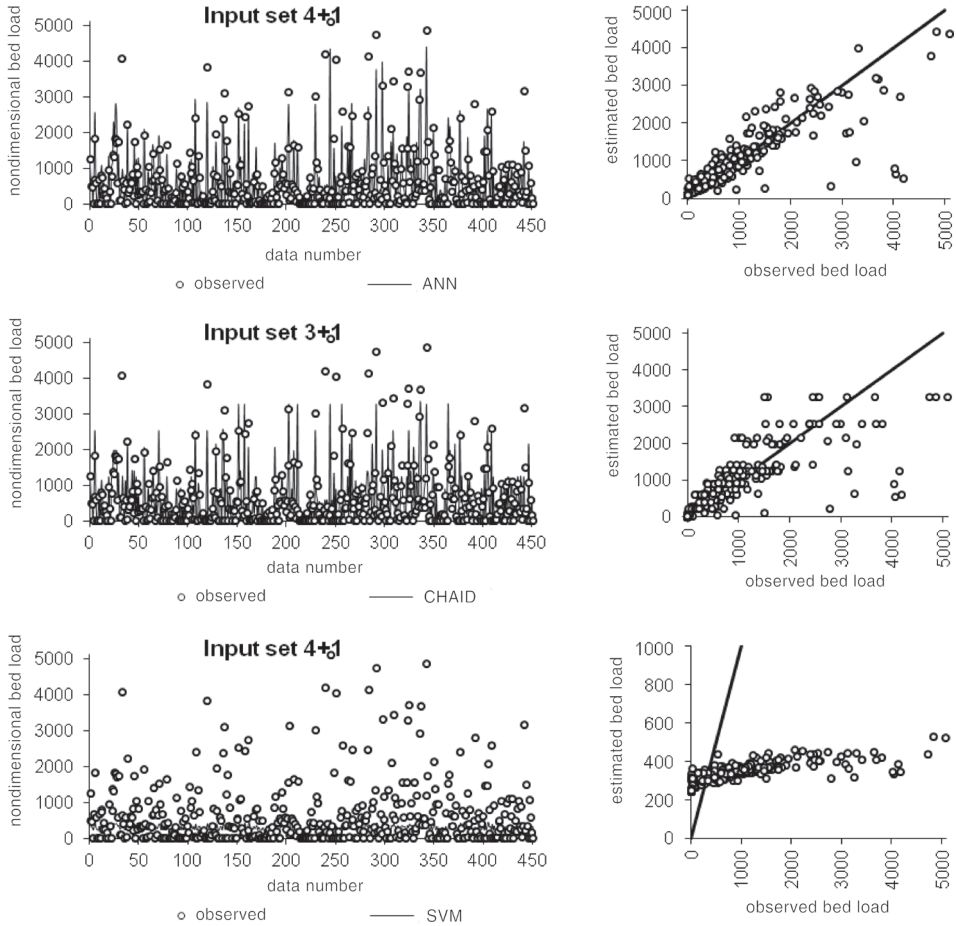 Input set 4+1
nondimensional bed load
5000
4000
3000
2000
1000
0
0 50 100 150 200 250 300 350 400 450
data number
observed ANN
estimated bed load
5000
4000
3000
2000
1000
0
0 1000 2000 3000 4000 5000
observed bed load
Input set 3+1
nondimensional bed load
5000
4000
3000
2000
1000
0
0 50 100 150 200 250 300 350 400 450
data number
observed CHAID
estimated bed load
5000
4000
3000
2000
1000
0
0 1000 2000 3000 4000 5000
observed bed load
Input set 4+1
nondimensional bed load
5000
4000
3000
2000
1000
0
0 50 100 150 200 250 300 350 400 450
data number
observed SVM
estimated bed load
1000
800
600
400
200
0
0 1000 2000 3000 4000 5000
observed bed load